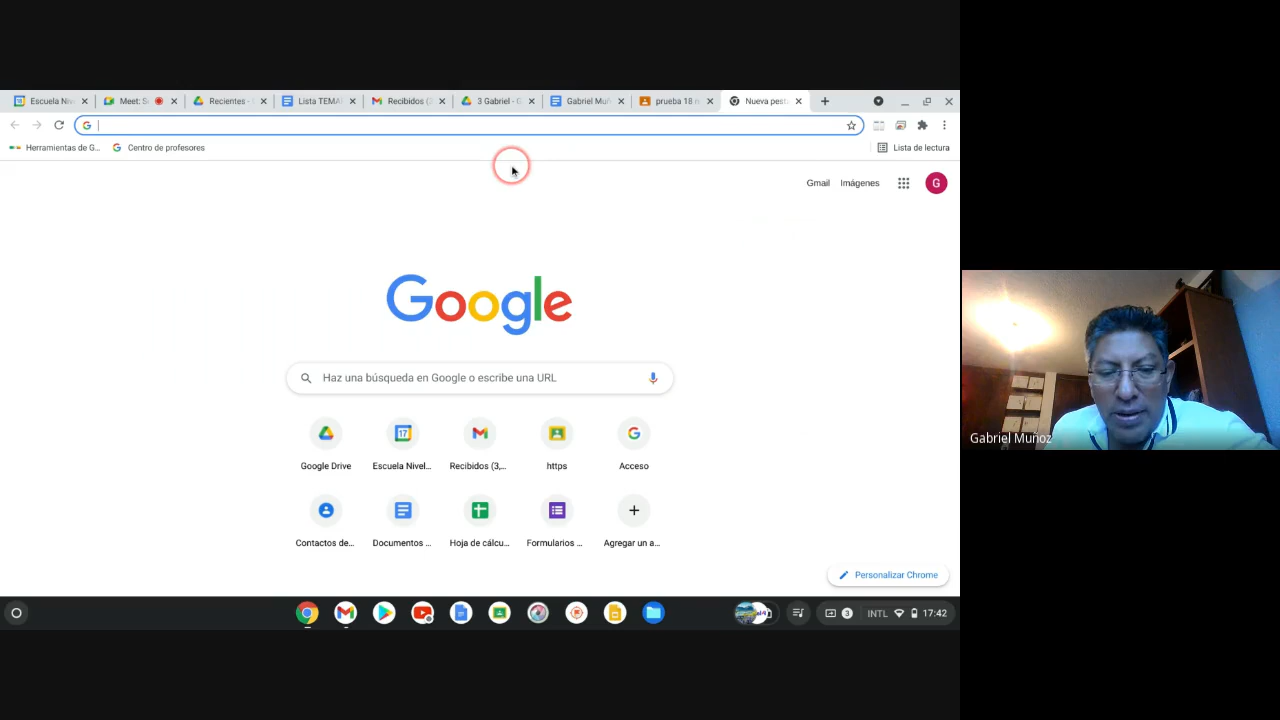 Escuela Niv
Meet: S
Recientes -
Lista TEMA
Recibidos (3
3 Gabriel - G
Gabriel Muñ
prueba 18 n
Nueva pest
Herramientas de G...
Centro de profesores
Lista de lectura
Gmail
Imágenes
G
Google
Haz una búsqueda en Google o escribe una URL
Google Drive
Escuela Nivel...
Recibidos (3,...
https
Acceso
Contactos de...
Documentos ...
Hoja de cálcu...
Formularios ...
Agregar un a...
Personalizar Chrome
3
INTL
17:42
Gabriel Muñoz